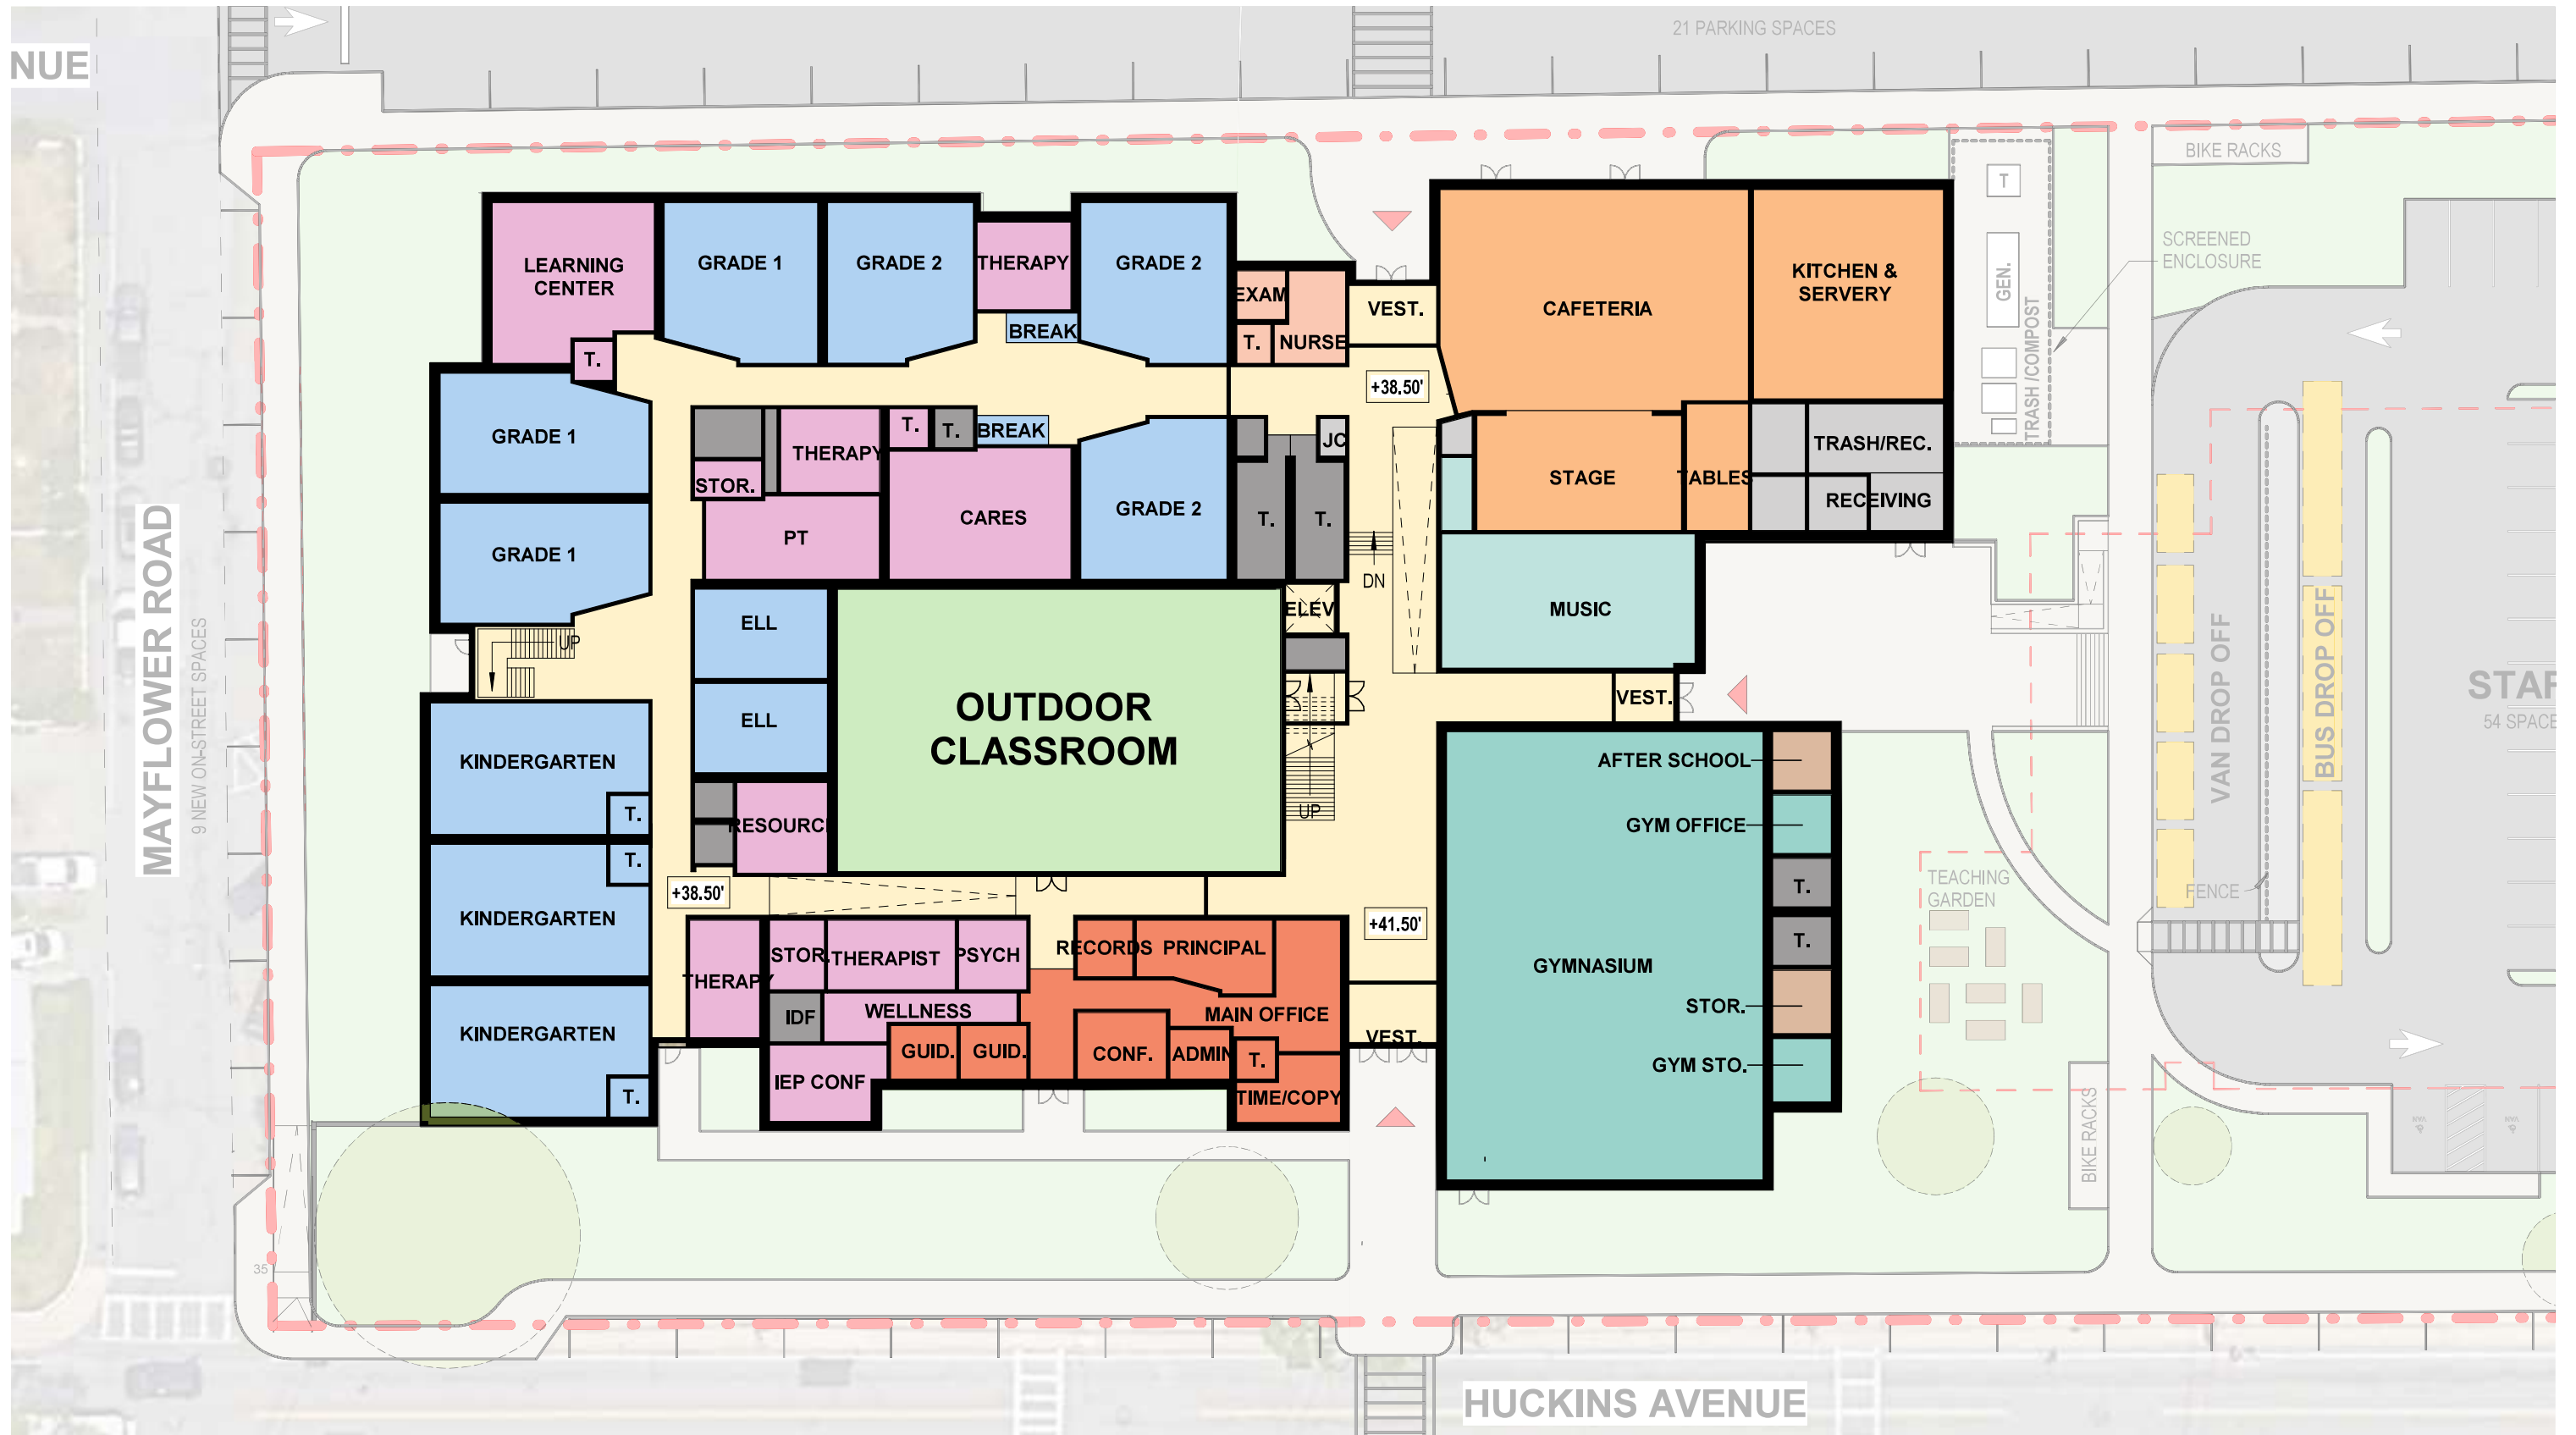 21 PARKING SPACES
NUE
BIKE RACKS
T
SCREENED
ENCLOSURE
GEN.
TRASH /COMPOST
LEARNING
CENTER
GRADE 1
GRADE 2
THERAPY
GRADE 2
BREAK
EXAM
T.
NURSE
VEST.
CAFETERIA
KITCHEN &
SERVERY
T.
+38.50'
GRADE 1
THERAPY
T.
T.
BREAK
STOR.
JC
STAGE
TABLES
TRASH/REC.
RECEIVING
GRADE 1
PT
CARES
GRADE 2
T.
T.
DN
MUSIC
ELL
ELEV
UP
OUTDOOR
CLASSROOM
ELL
VEST.
UP
MAYFLOWER ROAD
9 NEW ON-STREET SPACES
VAN DROP OFF
BUS DROP OFF
STAF
54 SPACE
KINDERGARTEN
T.
RESOURC
AFTER SCHOOL
GYM OFFICE
T.
T.
KINDERGARTEN
+38.50'
+41.50'
TEACHING
GARDEN
FENCE
T.
THERAPY
STOR.
THERAPIST
PSYCH
RECORDS
PRINCIPAL
GYMNASIUM
IDF
WELLNESS
MAIN OFFICE
STOR.
KINDERGARTEN
GUID.
GUID.
CONF.
ADMIN
T.
VEST.
GYM STO.
T.
IEP CONF
TIME/COPY
BIKE RACKS
35
HUCKINS AVENUE